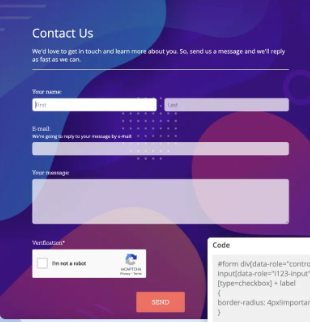 Contact Us
We'd love to get in touch and learn more about you. So, send us a message and we'll reply
as fast as we can.
Your name:
First Last
E-mail:
We're going to reply to your message by e-mail
Your message:
Verification*
I'm not a robot
reCAPTCHA
Privacy - Terms
SEND
Code
#form div[data-role="contro
input[data-role="i123-input"
[type=checkbox] + label
{
border-radius: 4px!importan
}